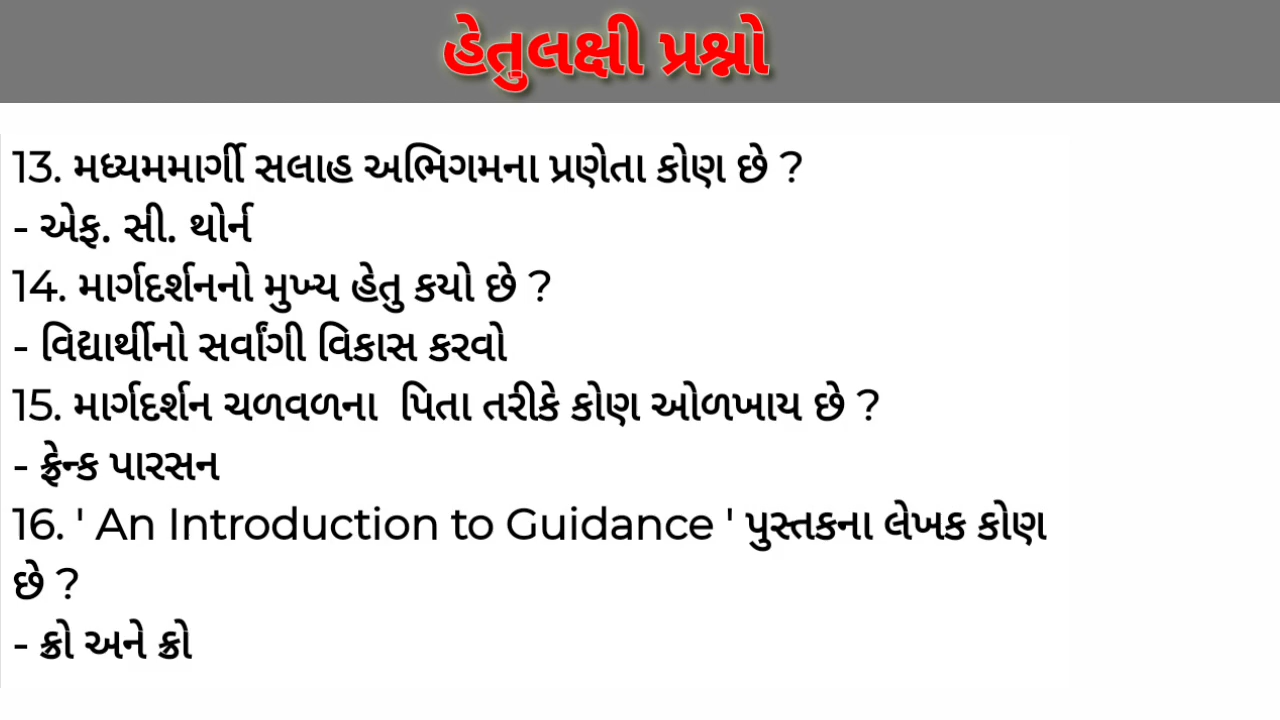 હેતુલક્ષી પ્રશ્નો
13. મધ્યમમાર્ગી સલાહ અભિગમના પ્રણેતા કોણ છે ?
- એફ. સી. થોર્ન
14. માર્ગદર્શનનો મુખ્ય હેતુ કયો છે ?
- વિદ્યાર્થીનો સર્વાંગી વિકાસ કરવો
15. માર્ગદર્શન ચળવળના  પિતા તરીકે કોણ ઓળખાય છે ?
- ફ્રેન્ક પારસન
16. ' An Introduction to Guidance ' પુસ્તકના લેખક કોણ
છે ?
- ક્રો અને ક્રો